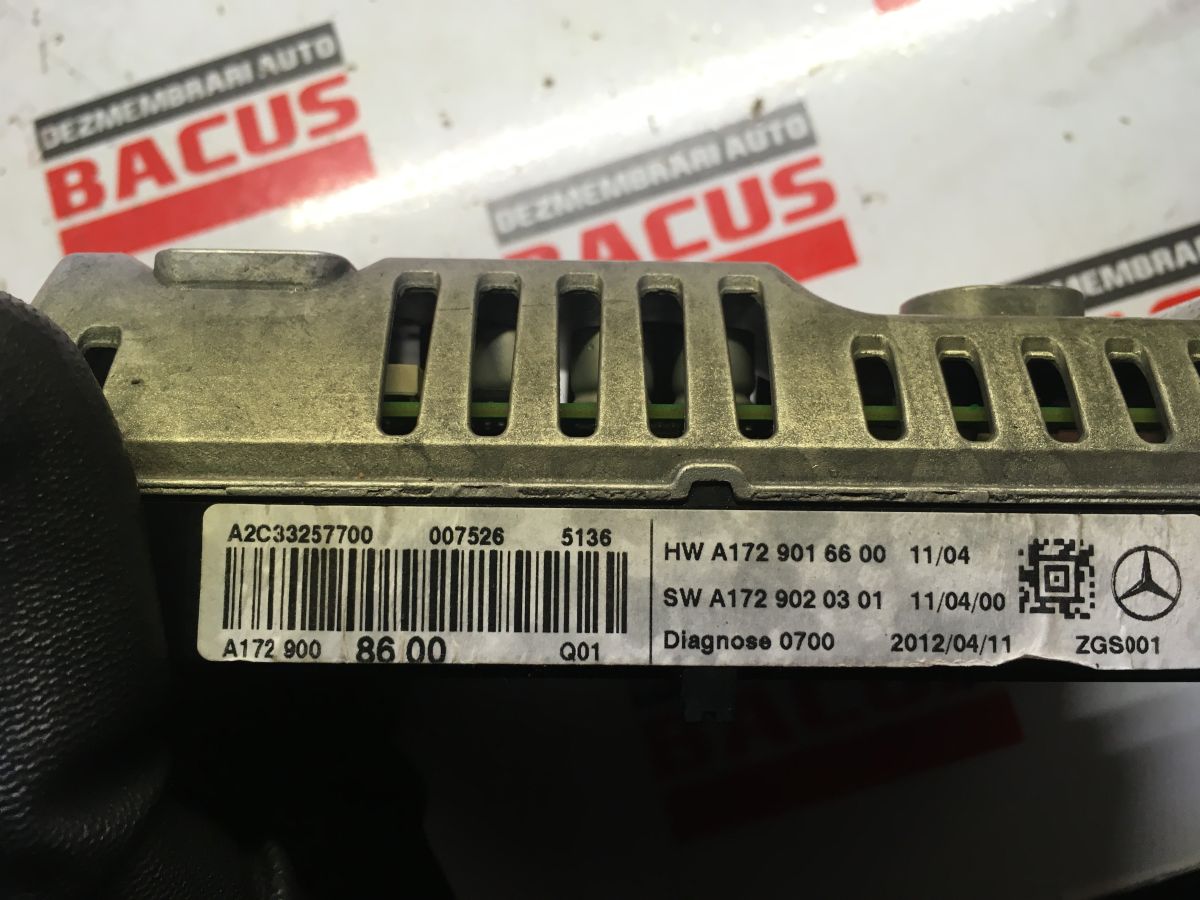 DEZMEMBRARI AUTO
BACUS
DEZMEMBRARI AUTO
BACUS
A2C33257700 007526 5136
A172 900 86 00 Q01
HW A172 901 66 00 11/04
SW A172 902 03 01 11/04/00
Diagnose 0700 2012/04/11 ZGS001
BACUS